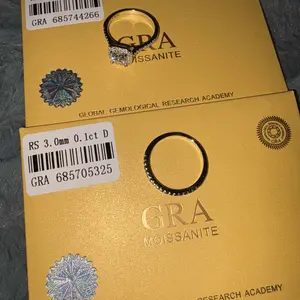 GRA 685744266
GRA
MOISSANITE
GLOBAL GEMOLOGICAL RESEARCH ACADEMY
RS 3.0mm 0.1ct D
GRA 685705325
GRA
MOISSANITE
RESEARCH ACADEMY